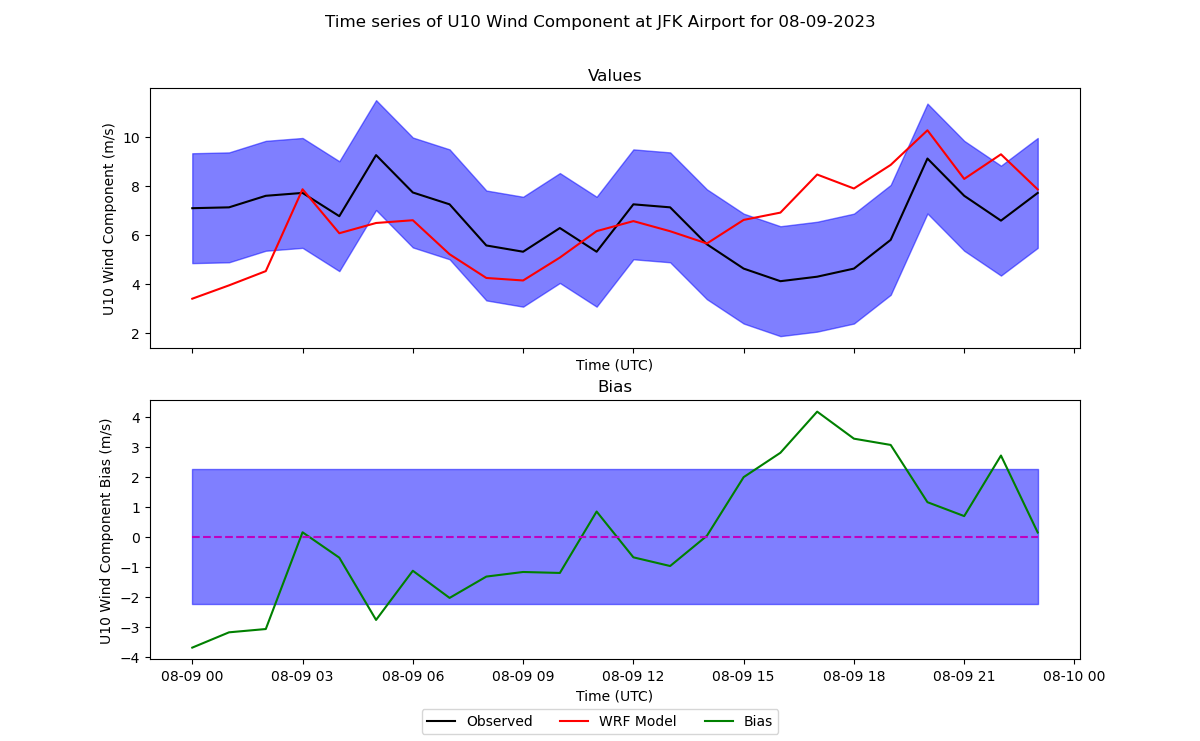 Time series of U10 Wind Component at JFK Airport for 08-09-2023
Values
U10 Wind Component (m/s)
10
8
6
4
2
Time (UTC)
Bias
U10 Wind Component Bias (m/s)
4
3
2
1
0
−1
−2
−3
−4
08-09 00 08-09 03 08-09 06 08-09 09 08-09 12 08-09 15 08-09 18 08-09 21 08-10 00
Time (UTC)
Observed WRF Model Bias